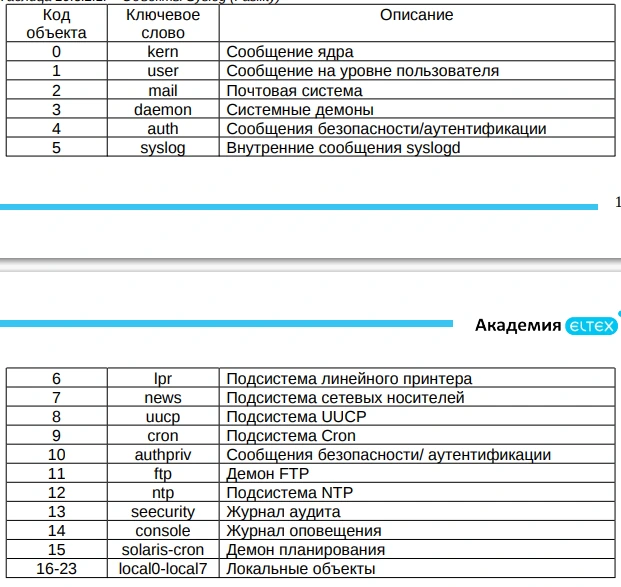 Код объекта Ключевое слово Описание
0 kern Сообщение ядра
1 user Сообщение на уровне пользователя
2 mail Почтовая система
3 daemon Системные демоны
4 auth Сообщения безопасности/аутентификации
5 syslog Внутренние сообщения syslogd
1
Академия ELTEX
6 lpr Подсистема линейного принтера
7 news Подсистема сетевых носителей
8 uucp Подсистема UUCP
9 cron Подсистема Cron
10 authpriv Сообщения безопасности/ аутентификации
11 ftp Демон FTP
12 ntp Подсистема NTP
13 seecurity Журнал аудита
14 console Журнал оповещения
15 solaris-cron Демон планирования
16-23 local0-local7 Локальные объекты